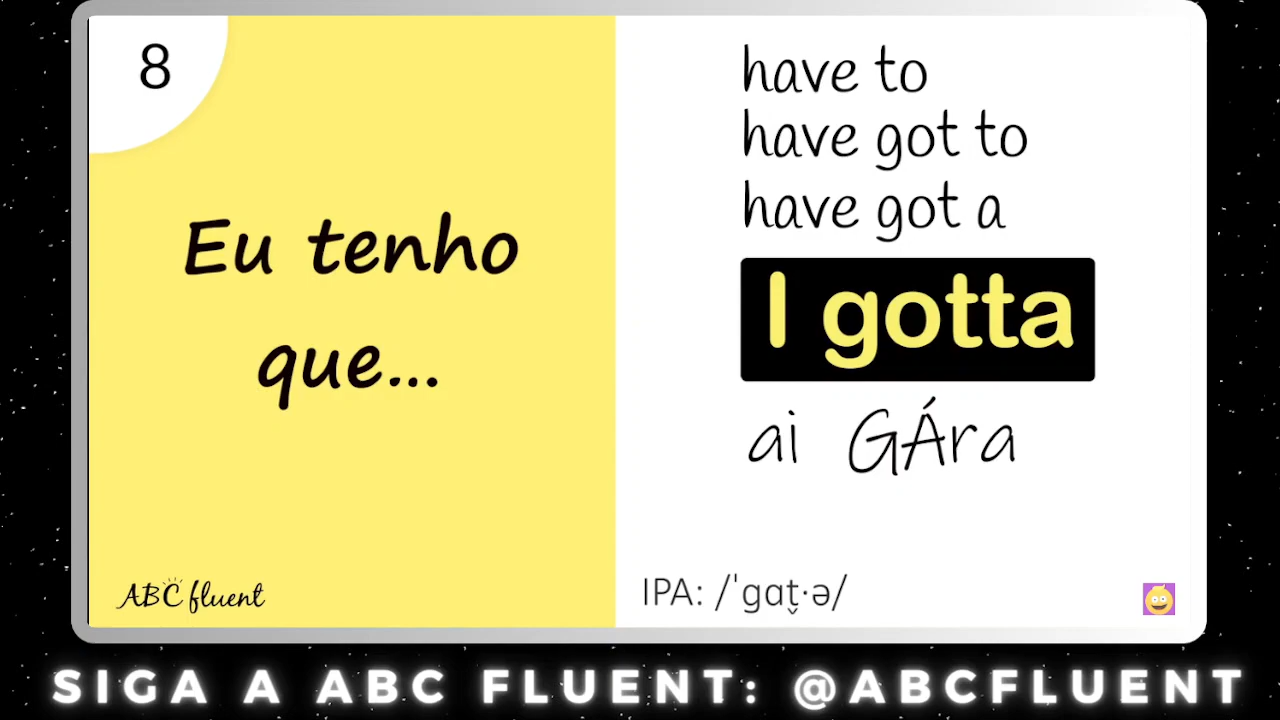 8
Eu tenho
que...
ABC fluent
have to
have got to
have got a
I gotta
ai GÁra
IPA: /ˈgɑt̬·ə/
SIGA A ABC FLUENT: @ABCFLUENT